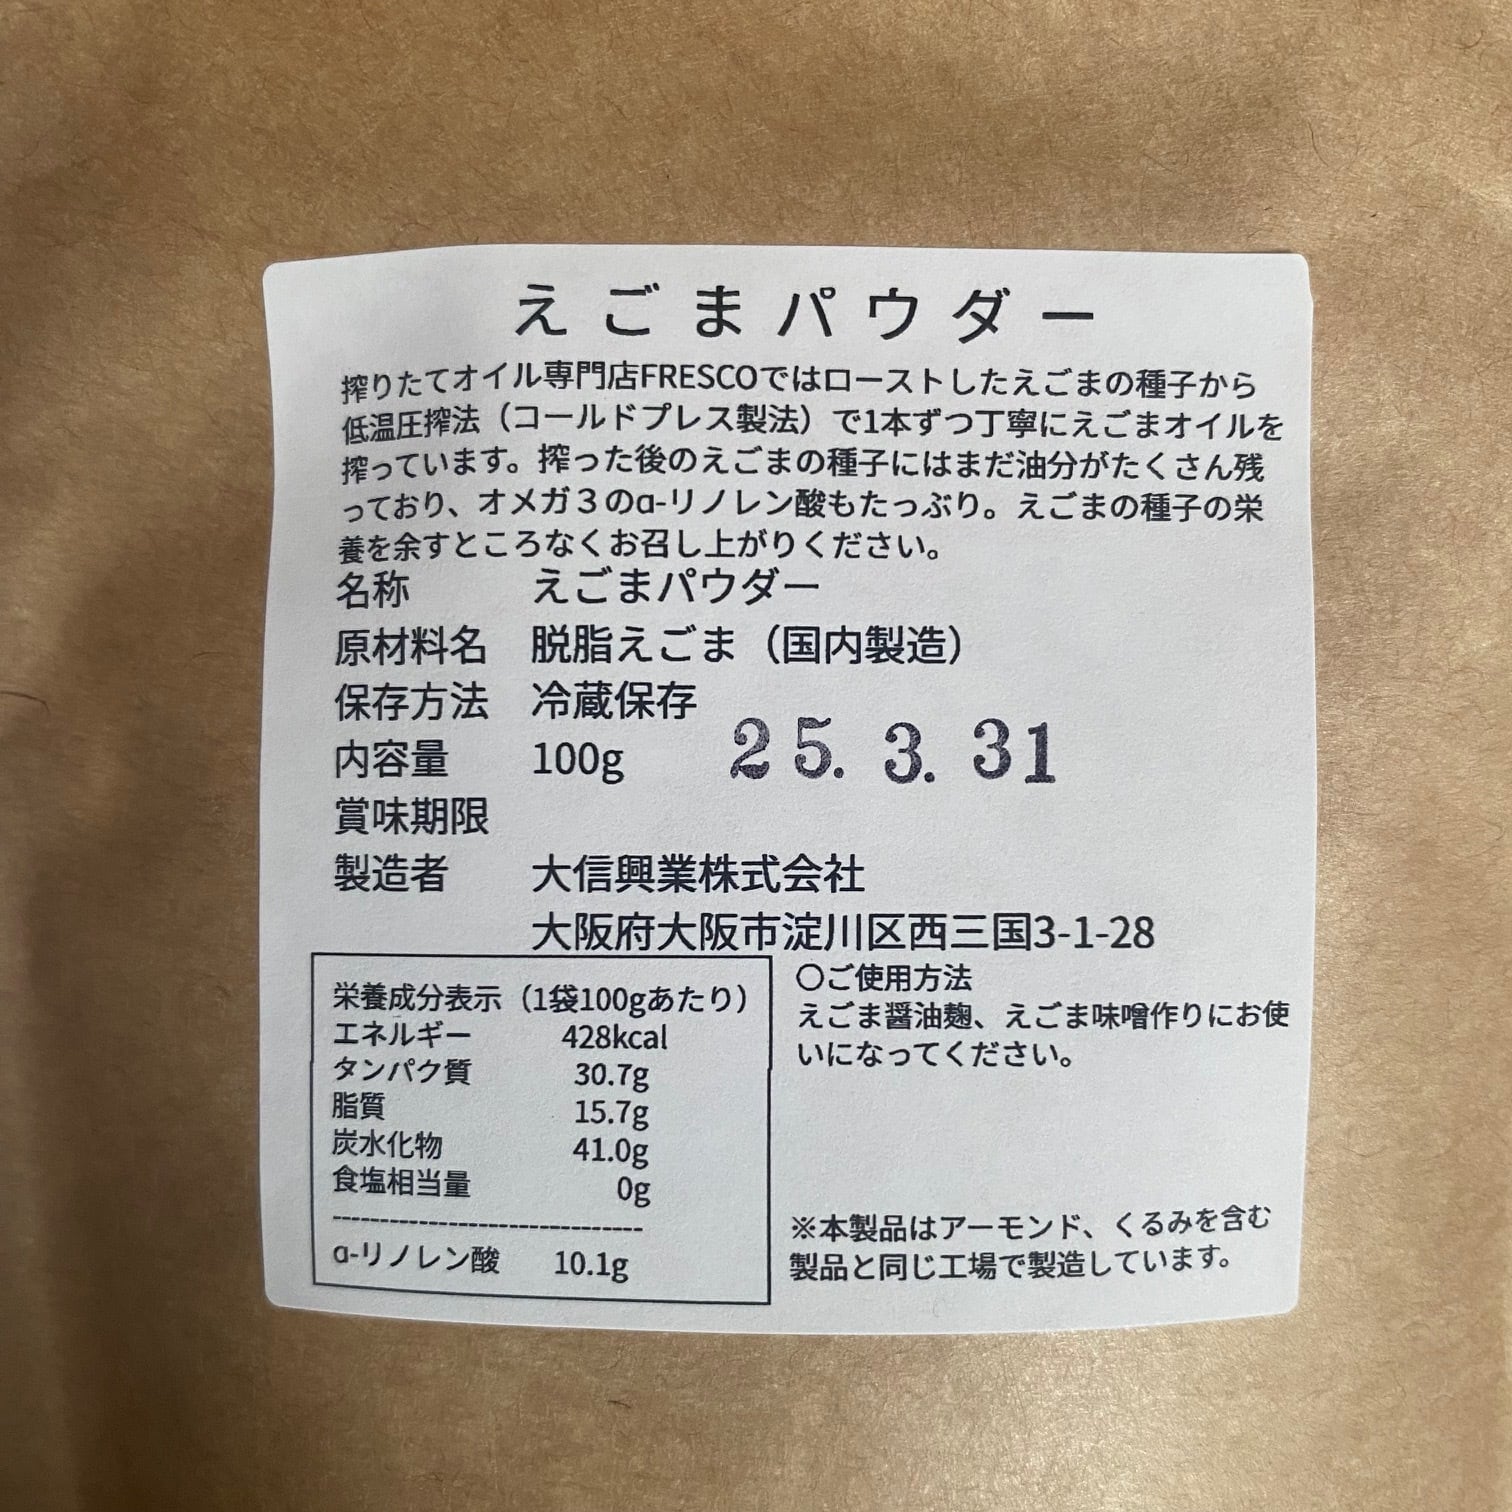 えごまパウダー
搾りたてオイル専門店FRESCOではローストしたえごまの種子から
低温圧搾法（コールドプレス製法）で1本ずつ丁寧にえごまオイルを
搾っています。搾った後のえごまの種子にはまだ油分がたくさん残
っており、オメガ３のα-リノレン酸もたっぷり。えごまの種子の栄
養を余すところなくお召し上がりください。
名称 えごまパウダー
原材料名 脱脂えごま（国内製造）
保存方法 冷蔵保存
内容量 100g
25.3.31
賞味期限
製造者 大信興業株式会社
大阪府大阪市淀川区西三国3-1-28
栄養成分表示（1袋100gあたり）
エネルギー 428kcal
タンパク質 30.7g
脂質 15.7g
炭水化物 41.0g
食塩相当量 0g
---------------------------------
α-リノレン酸 10.1g
〇ご使用方法
えごま醤油麹、えごま味噌作りにお使
いになってください。
※本製品はアーモンド、くるみを含む
製品と同じ工場で製造しています。